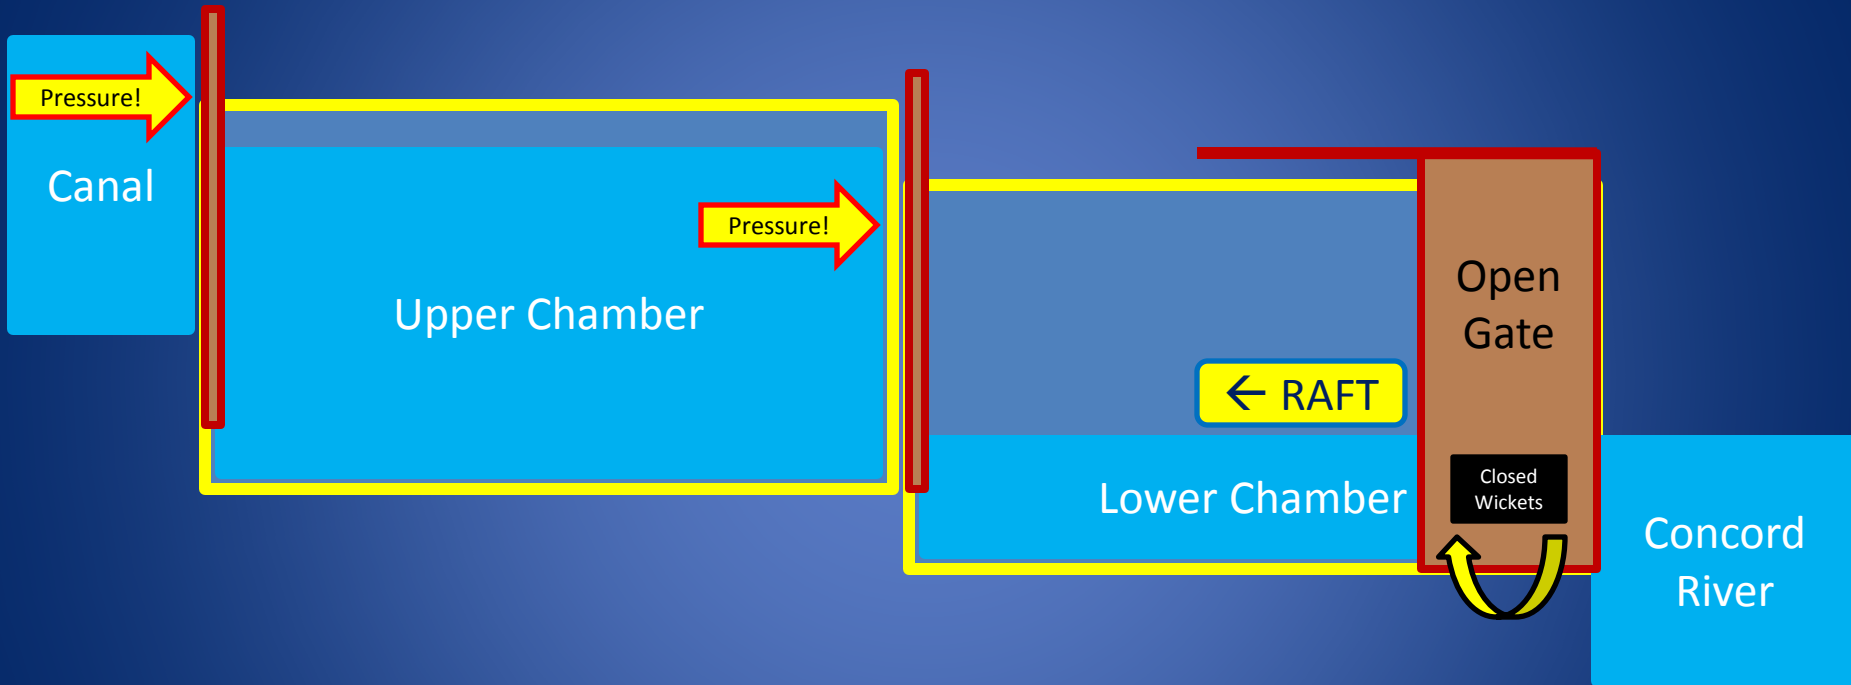 Pressure!
Canal
Pressure!
Upper Chamber
Open
Gate
← RAFT
Closed
Wickets
Lower Chamber
Concord
River